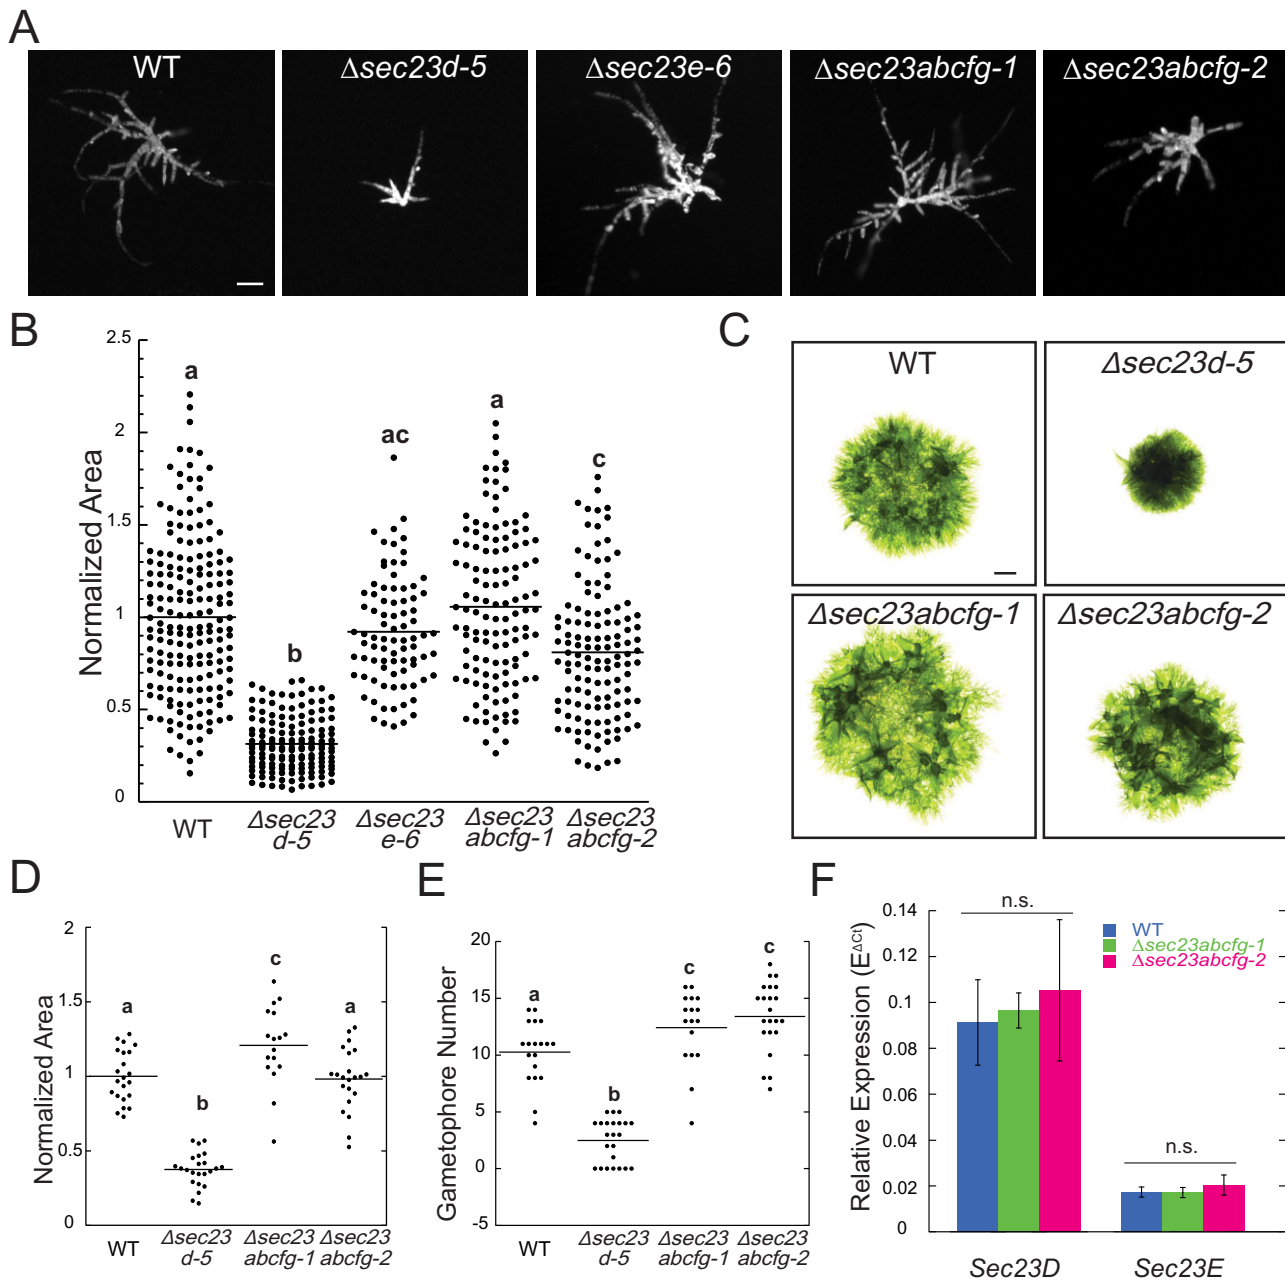 A
WT
Δsec23d-5
Δsec23e-6
Δsec23abcfg-1
Δsec23abcfg-2
B
Normalized Area
2.5
2
1.5
1
0.5
0
a
b
ac
a
c
WT
Δsec23
d-5
Δsec23
e-6
Δsec23
abcfg-1
Δsec23
abcfg-2
C
WT
Δsec23d-5
Δsec23abcfg-1
Δsec23abcfg-2
D
Normalized Area
2
1.5
1
0.5
0
a
b
c
a
WT
Δsec23
d-5
Δsec23
abcfg-1
Δsec23
abcfg-2
E
Gametophore Number
20
15
10
5
0
-5
a
b
c
c
WT
Δsec23
d-5
Δsec23
abcfg-1
Δsec23
abcfg-2
F
Relative Expression (E^ΔCt)
0.14
0.12
0.1
0.08
0.06
0.04
0.02
0
n.s.
n.s.
WT
Δsec23abcfg-1
Δsec23abcfg-2
Sec23D
Sec23E